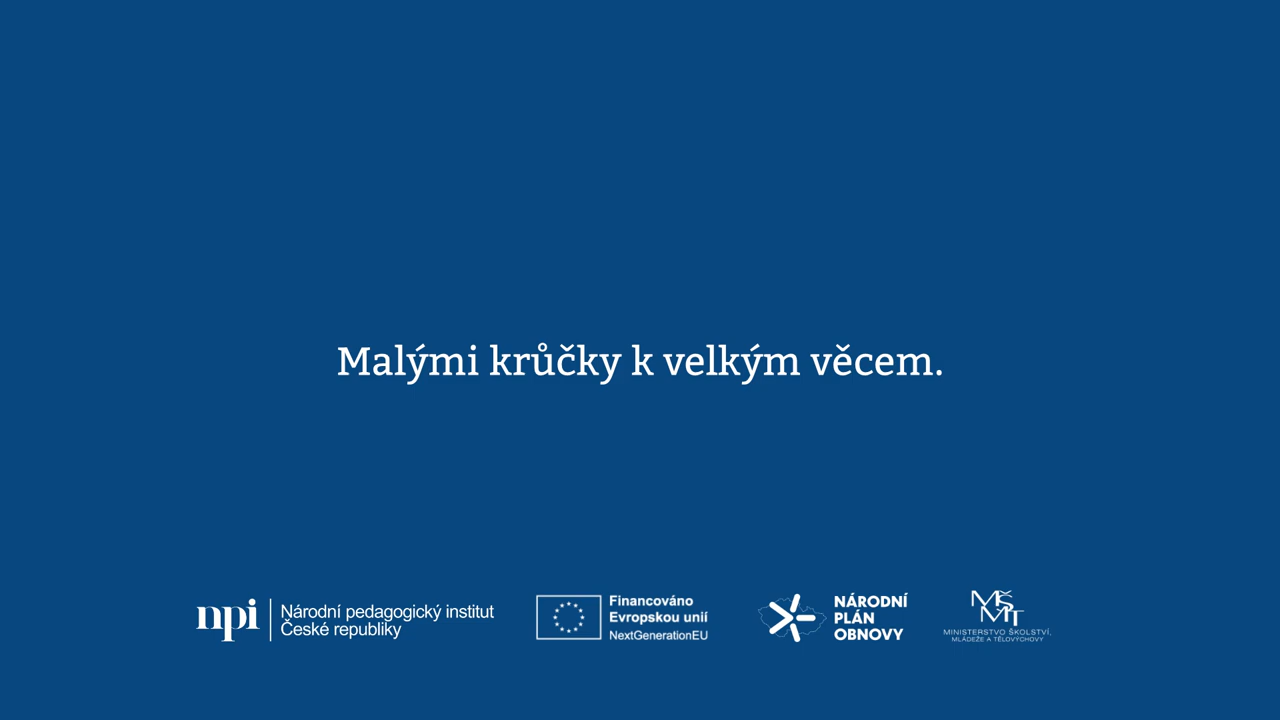 Malými krůčky k velkým věcem.
npi
Národní pedagogický institut
České republiky
Financováno
Evropskou unií
NextGenerationEU
NÁRODNÍ
PLÁN
OBNOVY
MŠMT
MINISTERSTVO ŠKOLSTVÍ,
MLÁDEŽE A TĚLOVÝCHOVY